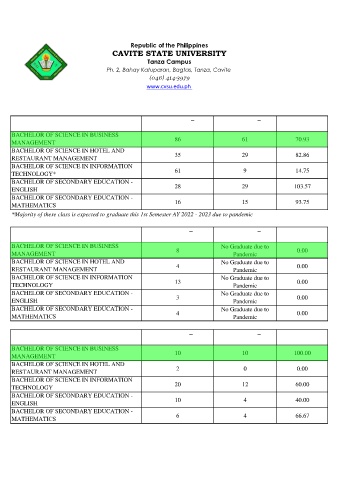 Republic of the Philippines
CAVITE STATE UNIVERSITY
Tanza Campus
Ph. 2, Bahay Katuparan, Bagtas, Tanza, Cavite
(046) 414-3979
www.cvsu.edu.ph
– –
BACHELOR OF SCIENCE IN BUSINESS
MANAGEMENT 86 61 70.93
BACHELOR OF SCIENCE IN HOTEL AND
RESTAURANT MANAGEMENT 35 29 82.86
BACHELOR OF SCIENCE IN INFORMATION
TECHNOLOGY* 61 9 14.75
BACHELOR OF SECONDARY EDUCATION -
ENGLISH 28 29 103.57
BACHELOR OF SECONDARY EDUCATION -
MATHEMATICS 16 15 93.75
*Majority of there class is expected to graduate this 1st Semester AY 2022 - 2023 due to pandemic
– –
BACHELOR OF SCIENCE IN BUSINESS
MANAGEMENT 8 No Graduate due to Pandemic 0.00
BACHELOR OF SCIENCE IN HOTEL AND
RESTAURANT MANAGEMENT 4 No Graduate due to Pandemic 0.00
BACHELOR OF SCIENCE IN INFORMATION
TECHNOLOGY 13 No Graduate due to Pandemic 0.00
BACHELOR OF SECONDARY EDUCATION -
ENGLISH 3 No Graduate due to Pandemic 0.00
BACHELOR OF SECONDARY EDUCATION -
MATHEMATICS 4 No Graduate due to Pandemic 0.00
– –
BACHELOR OF SCIENCE IN BUSINESS
MANAGEMENT 10 10 100.00
BACHELOR OF SCIENCE IN HOTEL AND
RESTAURANT MANAGEMENT 2 0 0.00
BACHELOR OF SCIENCE IN INFORMATION
TECHNOLOGY 20 12 60.00
BACHELOR OF SECONDARY EDUCATION -
ENGLISH 10 4 40.00
BACHELOR OF SECONDARY EDUCATION -
MATHEMATICS 6 4 66.67